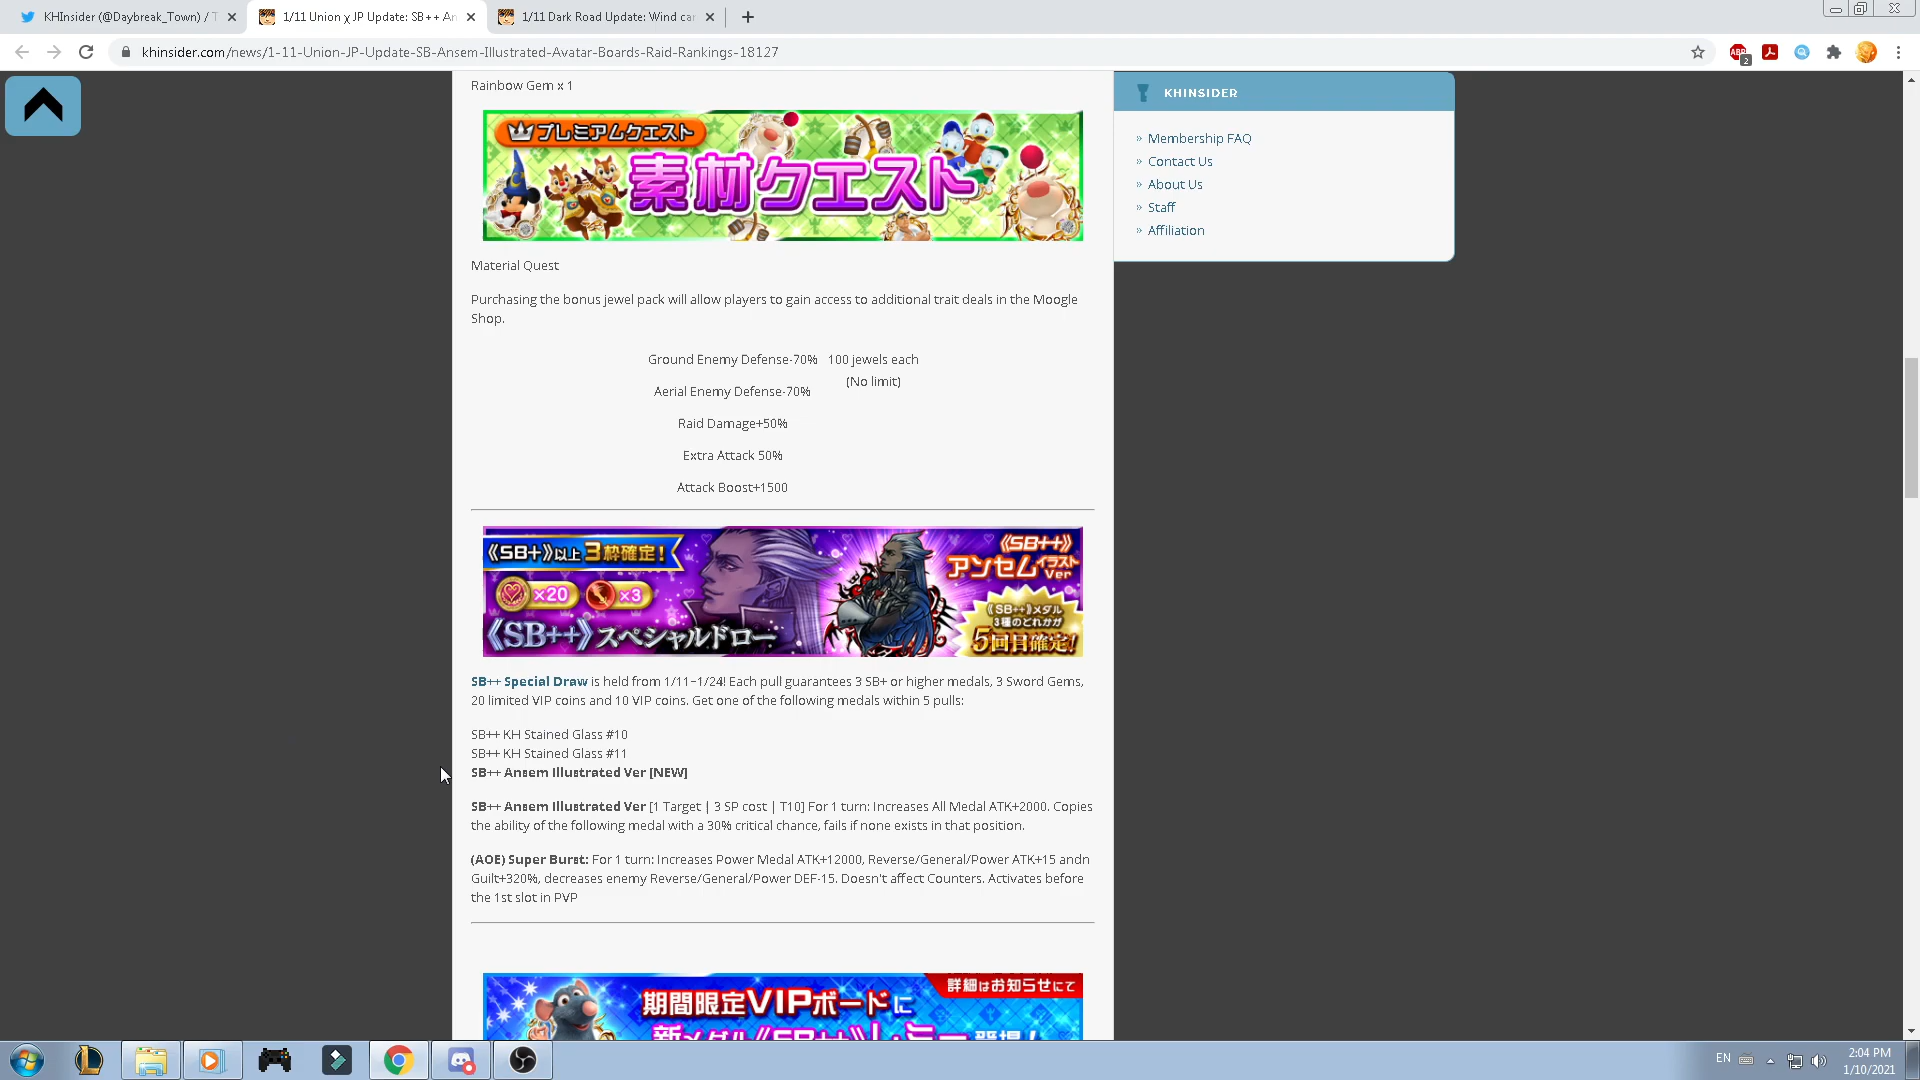 KHInsider (@Daybreak_Town) / T
1/11 Union χ JP Update: SB++ An
1/11 Dark Road Update: Wind car
khinsider.com/news/1-11-Union-JP-Update-SB-Ansem-Illustrated-Avatar-Boards-Raid-Rankings-18127
ABP
2
Rainbow Gem x 1
プレミアムクエスト
素材クエスト
Material Quest
Purchasing the bonus jewel pack will allow players to gain access to additional trait deals in the Moogle
Shop.
Ground Enemy Defense-70% 100 jewels each
(No limit)
Aerial Enemy Defense-70%
Raid Damage+50%
Extra Attack 50%
Attack Boost+1500
《SB+》以上3枠確定!
x20 x3
《SB++》スペシャルドロー
《SB++》
アンセムイラスト
Ver
《SB++》メダル
3種のどれかが
5回目確定!
SB++ Special Draw is held from 1/11~1/24! Each pull guarantees 3 SB+ or higher medals, 3 Sword Gems,
20 limited VIP coins and 10 VIP coins. Get one of the following medals within 5 pulls:
SB++ KH Stained Glass #10
SB++ KH Stained Glass #11
SB++ Ansem Illustrated Ver [NEW]
SB++ Ansem Illustrated Ver [1 Target | 3 SP cost | T10] For 1 turn: Increases All Medal ATK+2000. Copies
the ability of the following medal with a 30% critical chance, fails if none exists in that position.
(AOE) Super Burst: For 1 turn: Increases Power Medal ATK+12000, Reverse/General/Power ATK+15 andn
Guilt+320%, decreases enemy Reverse/General/Power DEF-15. Doesn't affect Counters. Activates before
the 1st slot in PVP
詳細はお知らせにて
期間限定VIPボードに
新メダル《SB++》レミー登場!
KHINSIDER
» Membership FAQ
» Contact Us
» About Us
» Staff
» Affiliation
EN
2:04 PM
1/10/2021